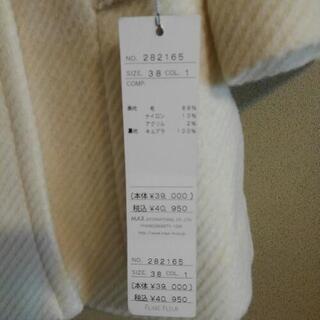 NO. 282165
SIZE. 38 COL. 1
COMP.
表地 毛 88%
ナイロン 10%
アクリル 2%
裏地 キュプラ 100%
(本体 ¥39,000)
税込 ¥40,950
NO. 282165
SIZE. 38 COL. 1
(本体 ¥39,000)
税込 ¥40,950